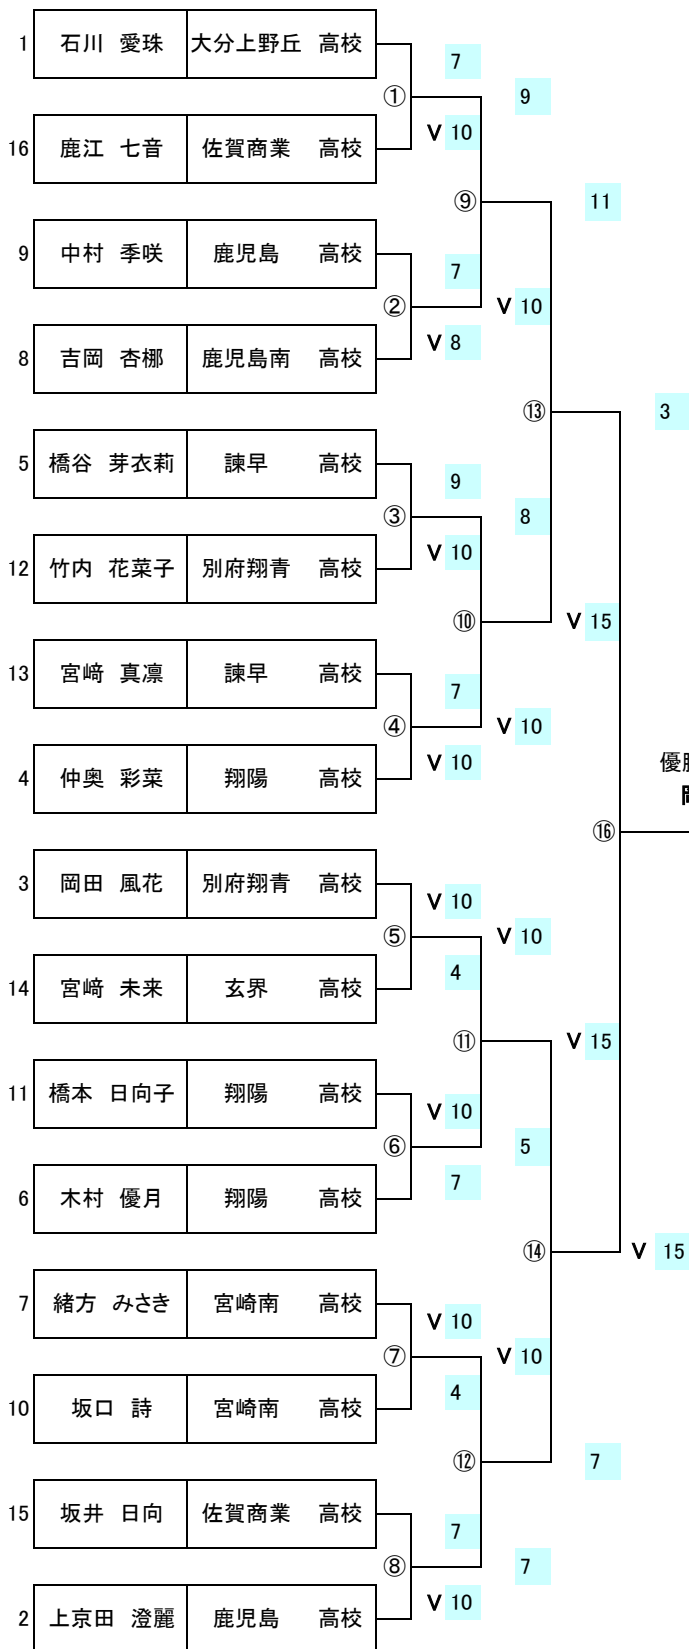 1 石川 愛珠 大分上野丘 高校
7
① 9
16 鹿江 七音 佐賀商業 高校 V 10
⑨ 11
9 中村 季咲 鹿児島 高校
7
② V 10
8 吉岡 杏梛 鹿児島南 高校 V 8
⑬ 3
5 橋谷 芽衣莉 諫早 高校
9
③ 8
12 竹内 花菜子 別府翔青 高校 V 10
⑩ V 15
13 宮﨑 真凛 諫早 高校
7
④ V 10
4 仲奥 彩菜 翔陽 高校 V 10
優勝
岡
⑯
3 岡田 風花 別府翔青 高校
V 10
⑤ V 10
14 宮﨑 未来 玄界 高校 4
⑪ V 15
11 橋本 日向子 翔陽 高校
V 10
⑥ 5
6 木村 優月 翔陽 高校 7
⑭ V 15
7 緒方 みさき 宮崎南 高校
V 10
⑦ V 10
10 坂口 詩 宮崎南 高校 4
⑫ 7
15 坂井 日向 佐賀商業 高校
7
⑧ 7
2 上京田 澄麗 鹿児島 高校 V 10